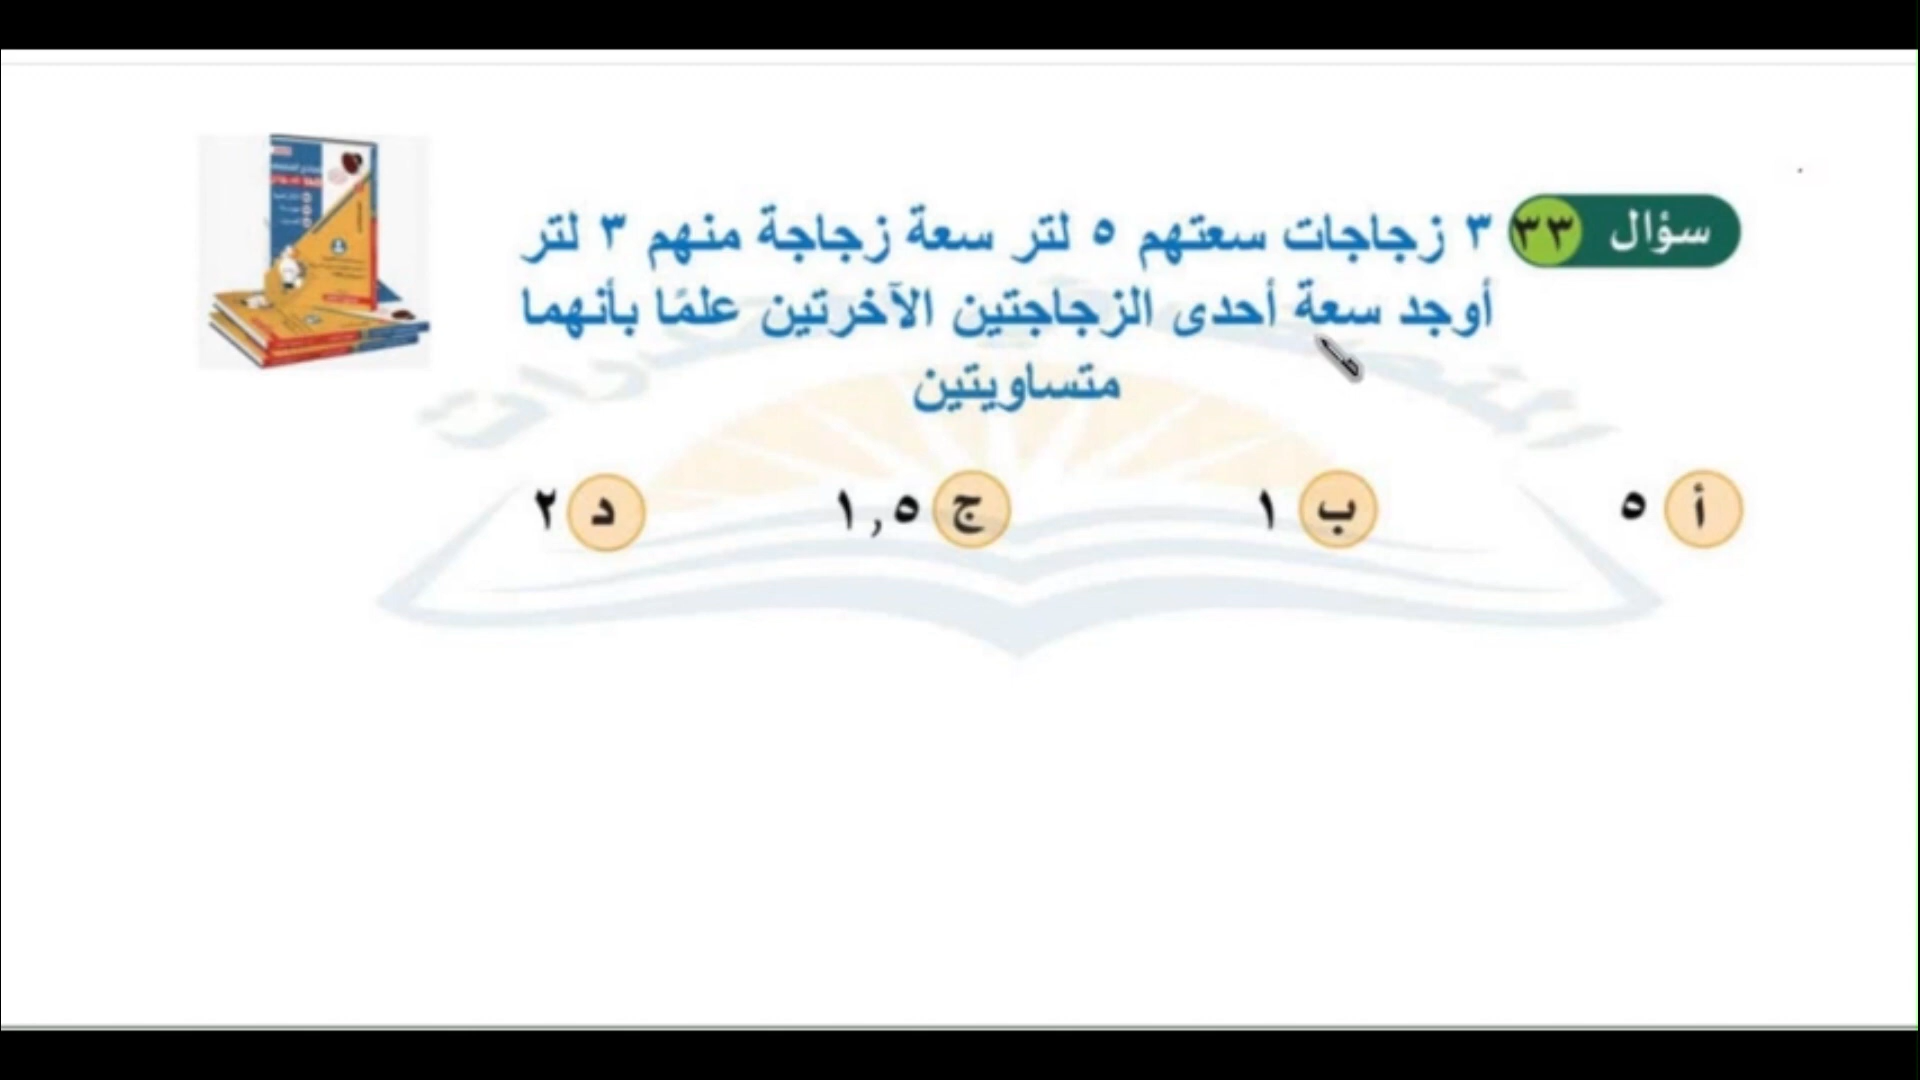 سؤال ٣٣
٣ زجاجات سعتهم ٥ لتر سعة زجاجة منهم ٣ لتر
أوجد سعة أحدى الزجاجتين الآخرتين علمًا بأنهما
متساويتين
أ ٥
ب ١
ج ١,٥
د ٢